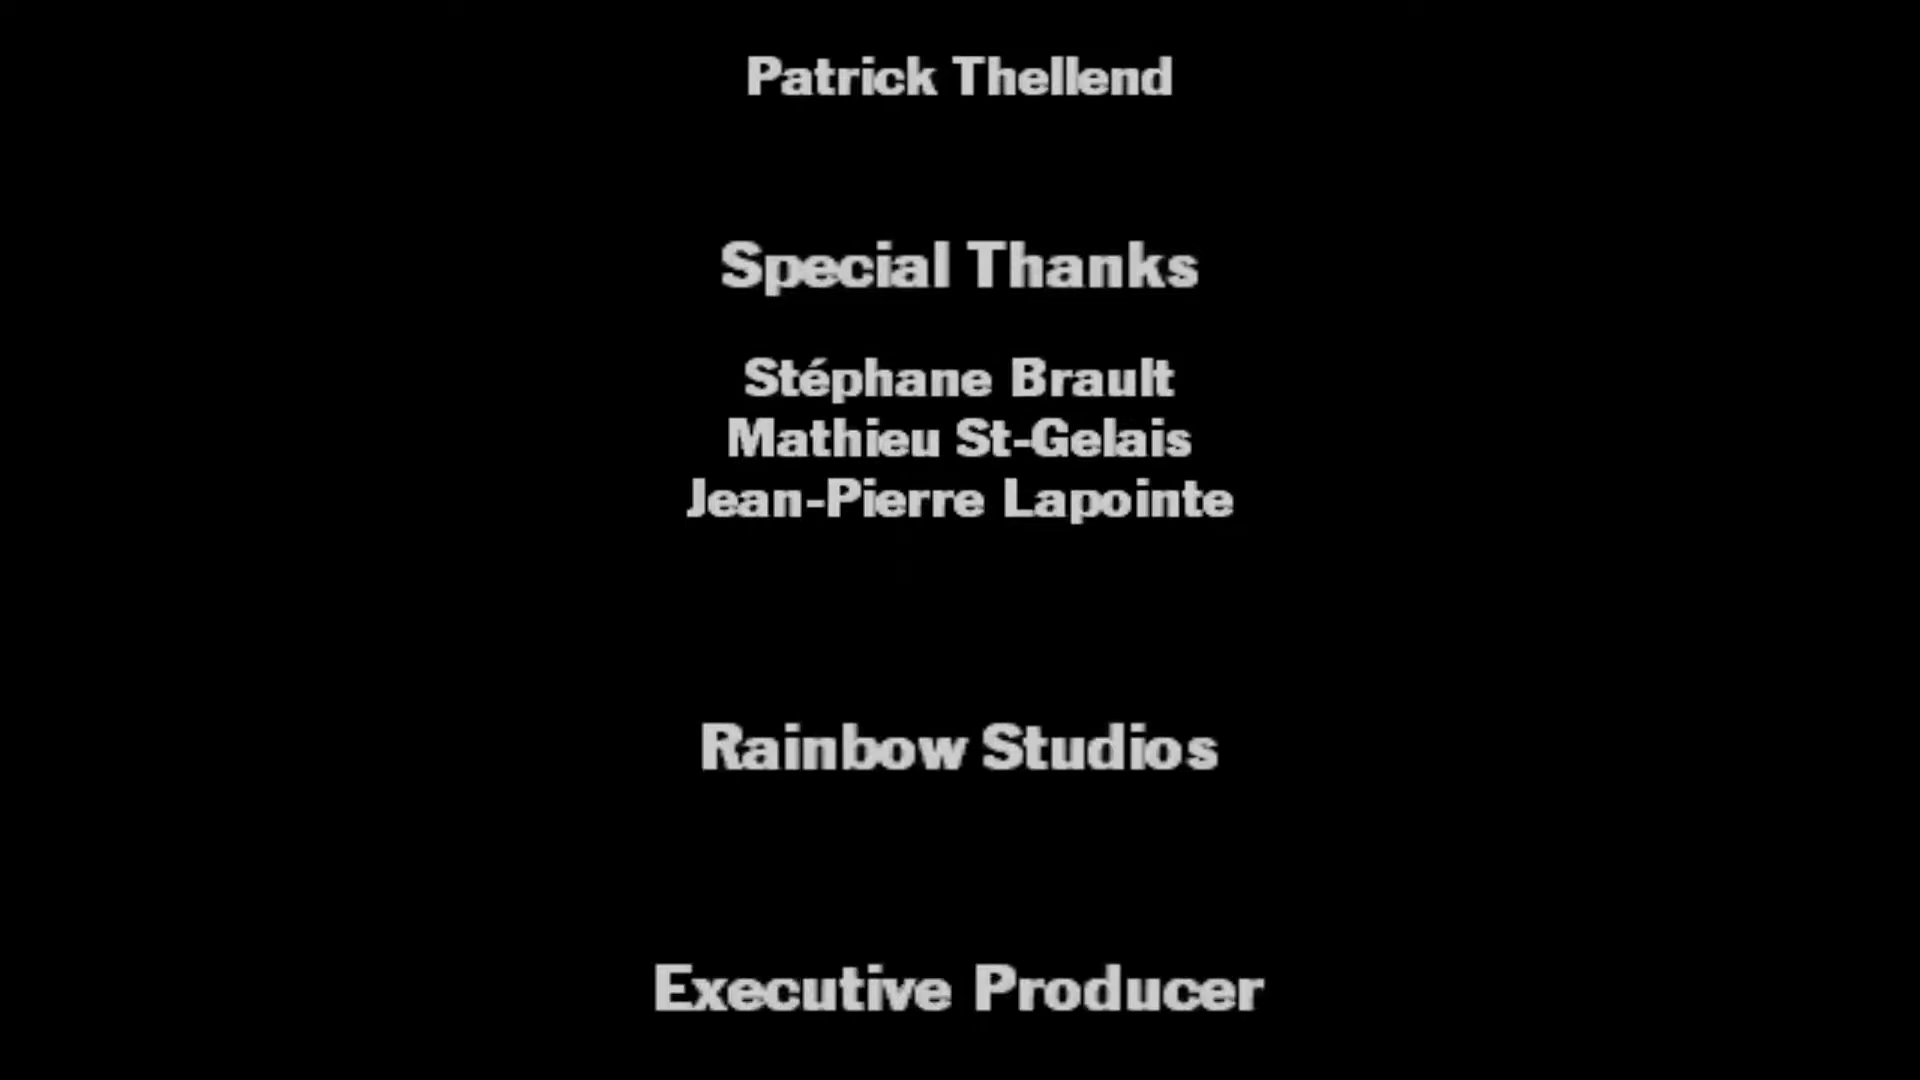 Patrick Thellend
Special Thanks
Stéphane Brault
Mathieu St-Gelais
Jean-Pierre Lapointe
Rainbow Studios
Executive Producer